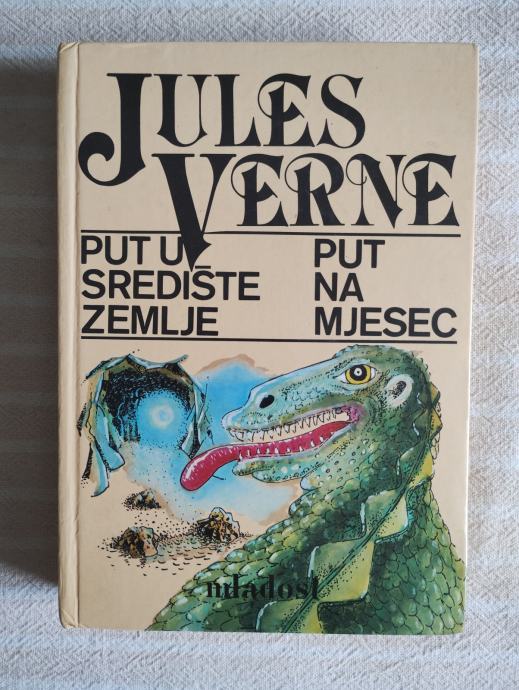 JULES
VERNE
PUT U
SREDIŠTE
ZEMLJE
PUT
NA
MJESEC
mladost